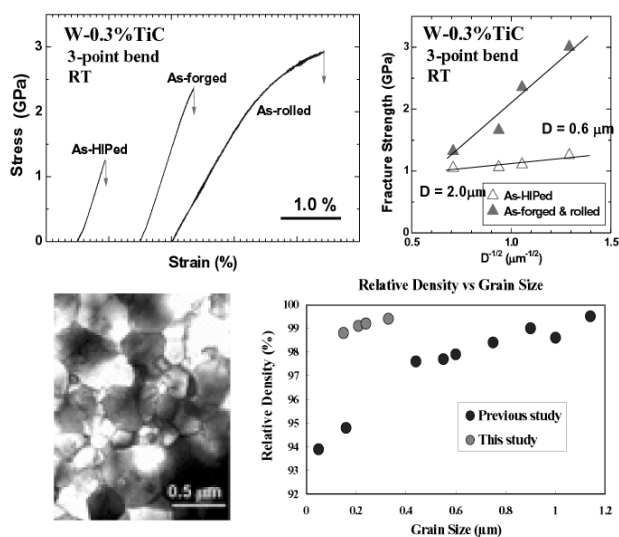 W-0.3%TiC
3-point bend
RT
As-HIPed
As-forged
As-rolled
1.0 %
Stress (GPa)
3
2
1
0
Strain (%)
W-0.3%TiC
3-point bend
RT
D = 0.6 µm
D = 2.0µm
As-HIPed
As-forged & rolled
Fracture Strength (GPa)
4
3
2
1
0
0.5 1.0 1.5
D-1/2 (µm-1/2)
0.5 µm
Relative Density vs Grain Size
Relative Density (%)
100
99
98
97
96
95
94
93
92
Previous study
This study
0 0.2 0.4 0.6 0.8 1 1.2
Grain Size (µm)